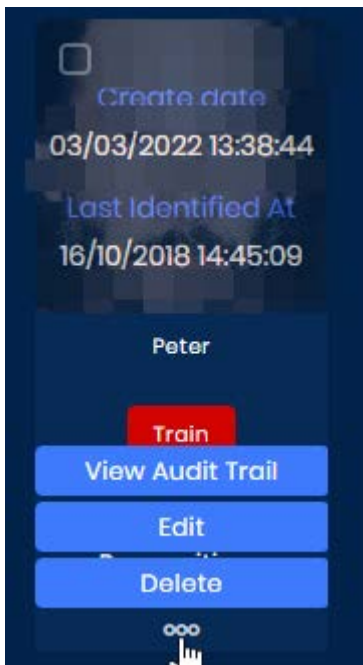 Create date
03/03/2022 13:38:44
Last Identified At
16/10/2018 14:45:09
Peter
Train
View Audit Trail
Edit
Delete